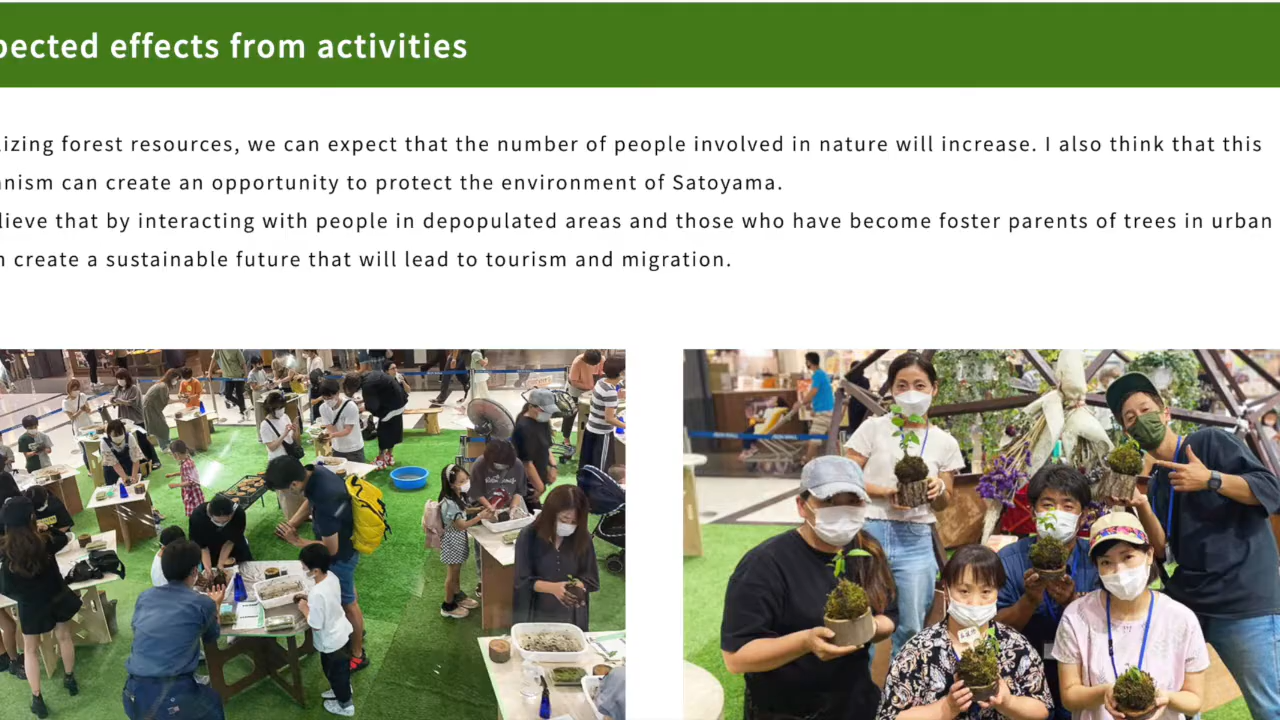 pected effects from activities
izing forest resources, we can expect that the number of people involved in nature will increase. I also think that this
nism can create an opportunity to protect the environment of Satoyama.
lieve that by interacting with people in depopulated areas and those who have become foster parents of trees in urban
create a sustainable future that will lead to tourism and migration.